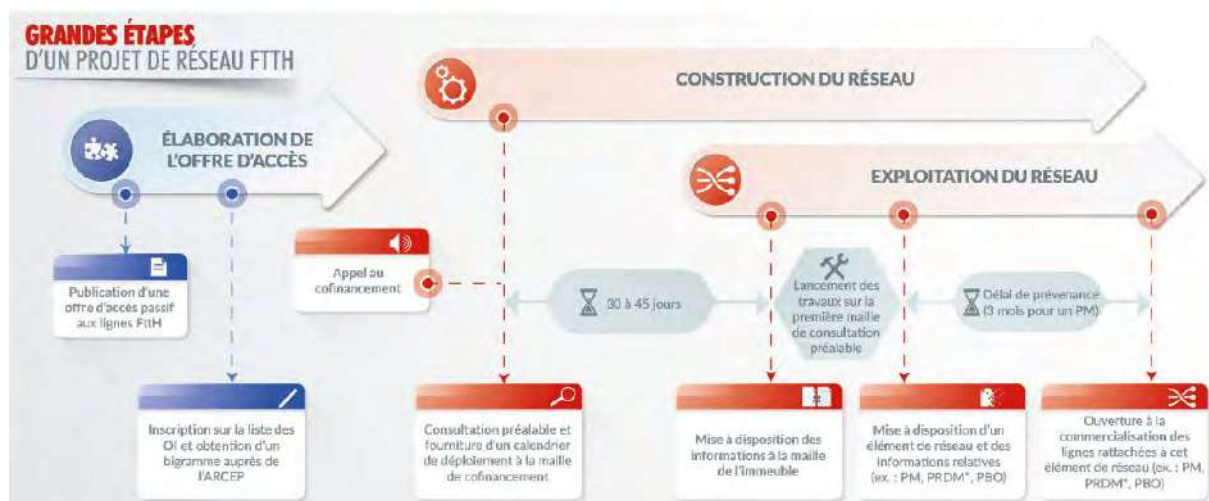 GRANDES ÉTAPES
D'UN PROJET DE RÉSEAU FTTH
CONSTRUCTION DU RÉSEAU
ÉLABORATION DE
L'OFFRE D'ACCÈS
EXPLOITATION DU RÉSEAU
Publication d'une
offre d'accès passif
aux lignes FttH
Appel au
cofinancement
30 à 45 jours
Lancement des
travaux sur la
première maille
de consultation
préalable
Délai de prévenance
(3 mois pour un PM)
Inscription sur la liste des
OI et obtention d'un
bigramme auprès de
l'ARCEP
Consultation préalable et
fourniture d'un calendrier
de déploiement à la maille
de cofinancement
Mise à disposition des
informations à la maille
de l'immeuble
Mise à disposition d'un
élément de réseau et des
informations relatives
(ex. : PM, PRDM*, PBO)
Ouverture à la
commercialisation des
lignes rattachées à cet
élément de réseau (ex. : PM,
PRDM*, PBO)